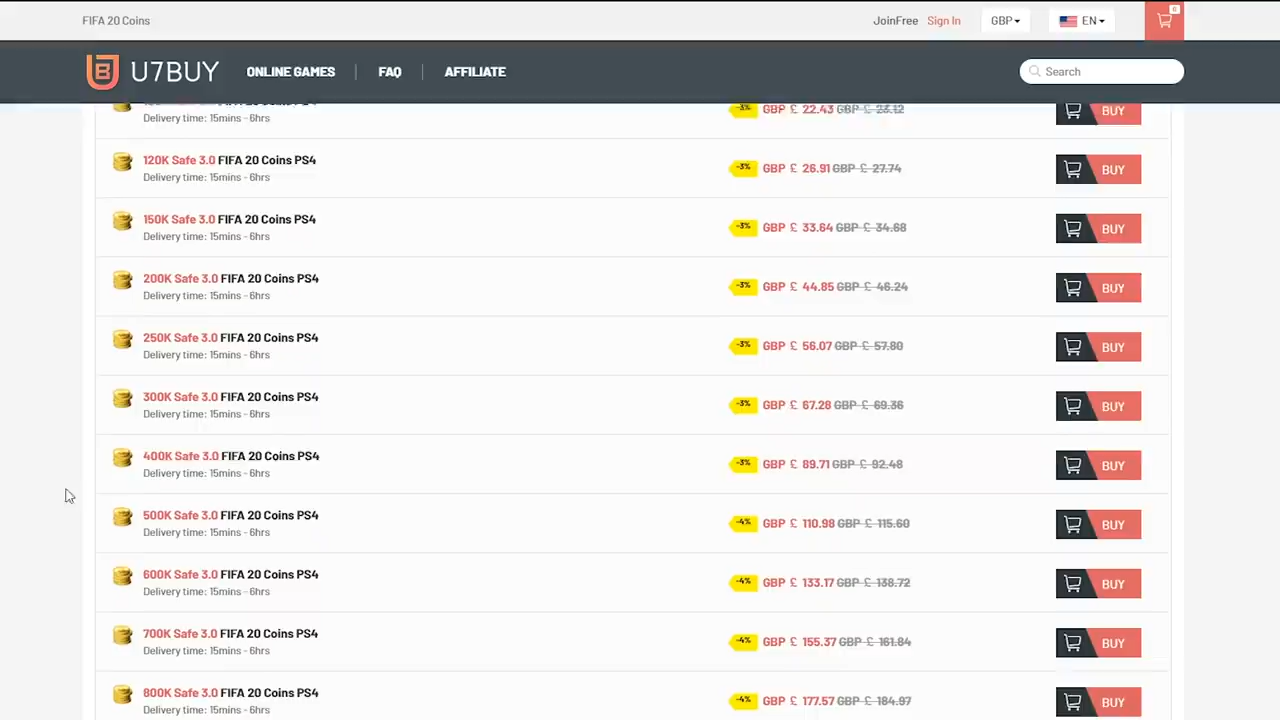 FIFA 20 Coins
JoinFree Sign In GBP EN 0
U7BUY ONLINE GAMES | FAQ | AFFILIATE Search
-3% GBP £ 22.43 GBP £ 23.12 BUY
Delivery time: 15mins - 6hrs
120K Safe 3.0 FIFA 20 Coins PS4 -3% GBP £ 26.91 GBP £ 27.74 BUY
Delivery time: 15mins - 6hrs
150K Safe 3.0 FIFA 20 Coins PS4 -3% GBP £ 33.64 GBP £ 34.68 BUY
Delivery time: 15mins - 6hrs
200K Safe 3.0 FIFA 20 Coins PS4 -3% GBP £ 44.85 GBP £ 46.24 BUY
Delivery time: 15mins - 6hrs
250K Safe 3.0 FIFA 20 Coins PS4 -3% GBP £ 56.07 GBP £ 57.80 BUY
Delivery time: 15mins - 6hrs
300K Safe 3.0 FIFA 20 Coins PS4 -3% GBP £ 67.28 GBP £ 69.36 BUY
Delivery time: 15mins - 6hrs
400K Safe 3.0 FIFA 20 Coins PS4 -3% GBP £ 89.71 GBP £ 92.48 BUY
Delivery time: 15mins - 6hrs
500K Safe 3.0 FIFA 20 Coins PS4 -4% GBP £ 110.98 GBP £ 115.60 BUY
Delivery time: 15mins - 6hrs
600K Safe 3.0 FIFA 20 Coins PS4 -4% GBP £ 133.17 GBP £ 138.72 BUY
Delivery time: 15mins - 6hrs
700K Safe 3.0 FIFA 20 Coins PS4 -4% GBP £ 155.37 GBP £ 161.84 BUY
Delivery time: 15mins - 6hrs
800K Safe 3.0 FIFA 20 Coins PS4 -4% GBP £ 177.57 GBP £ 184.97 BUY
Delivery time: 15mins - 6hrs